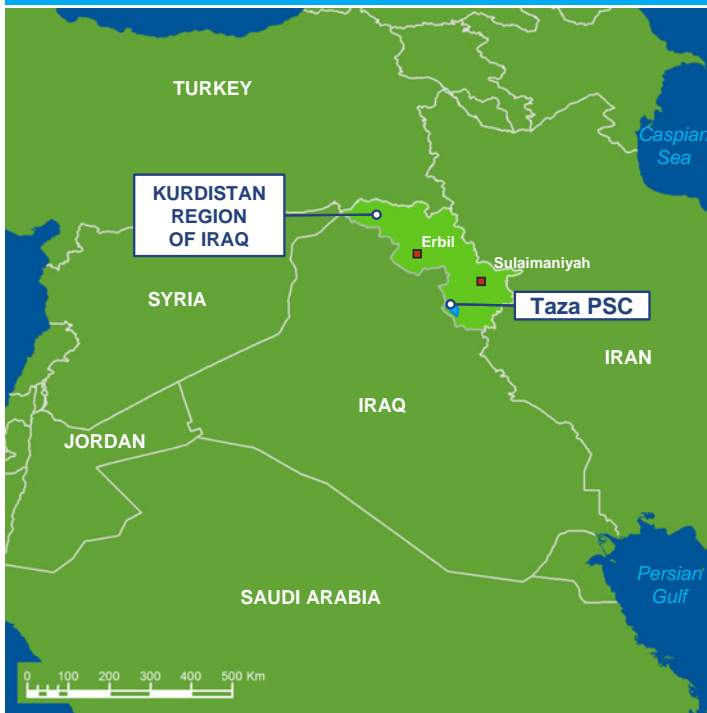 TURKEY
Caspian
Sea
KURDISTAN
REGION
OF IRAQ
Erbil
Sulaimaniyah
SYRIA
Taza PSC
IRAN
IRAQ
JORDAN
Persian
Gulf
SAUDI ARABIA
0 100 200 300 400 500 Km